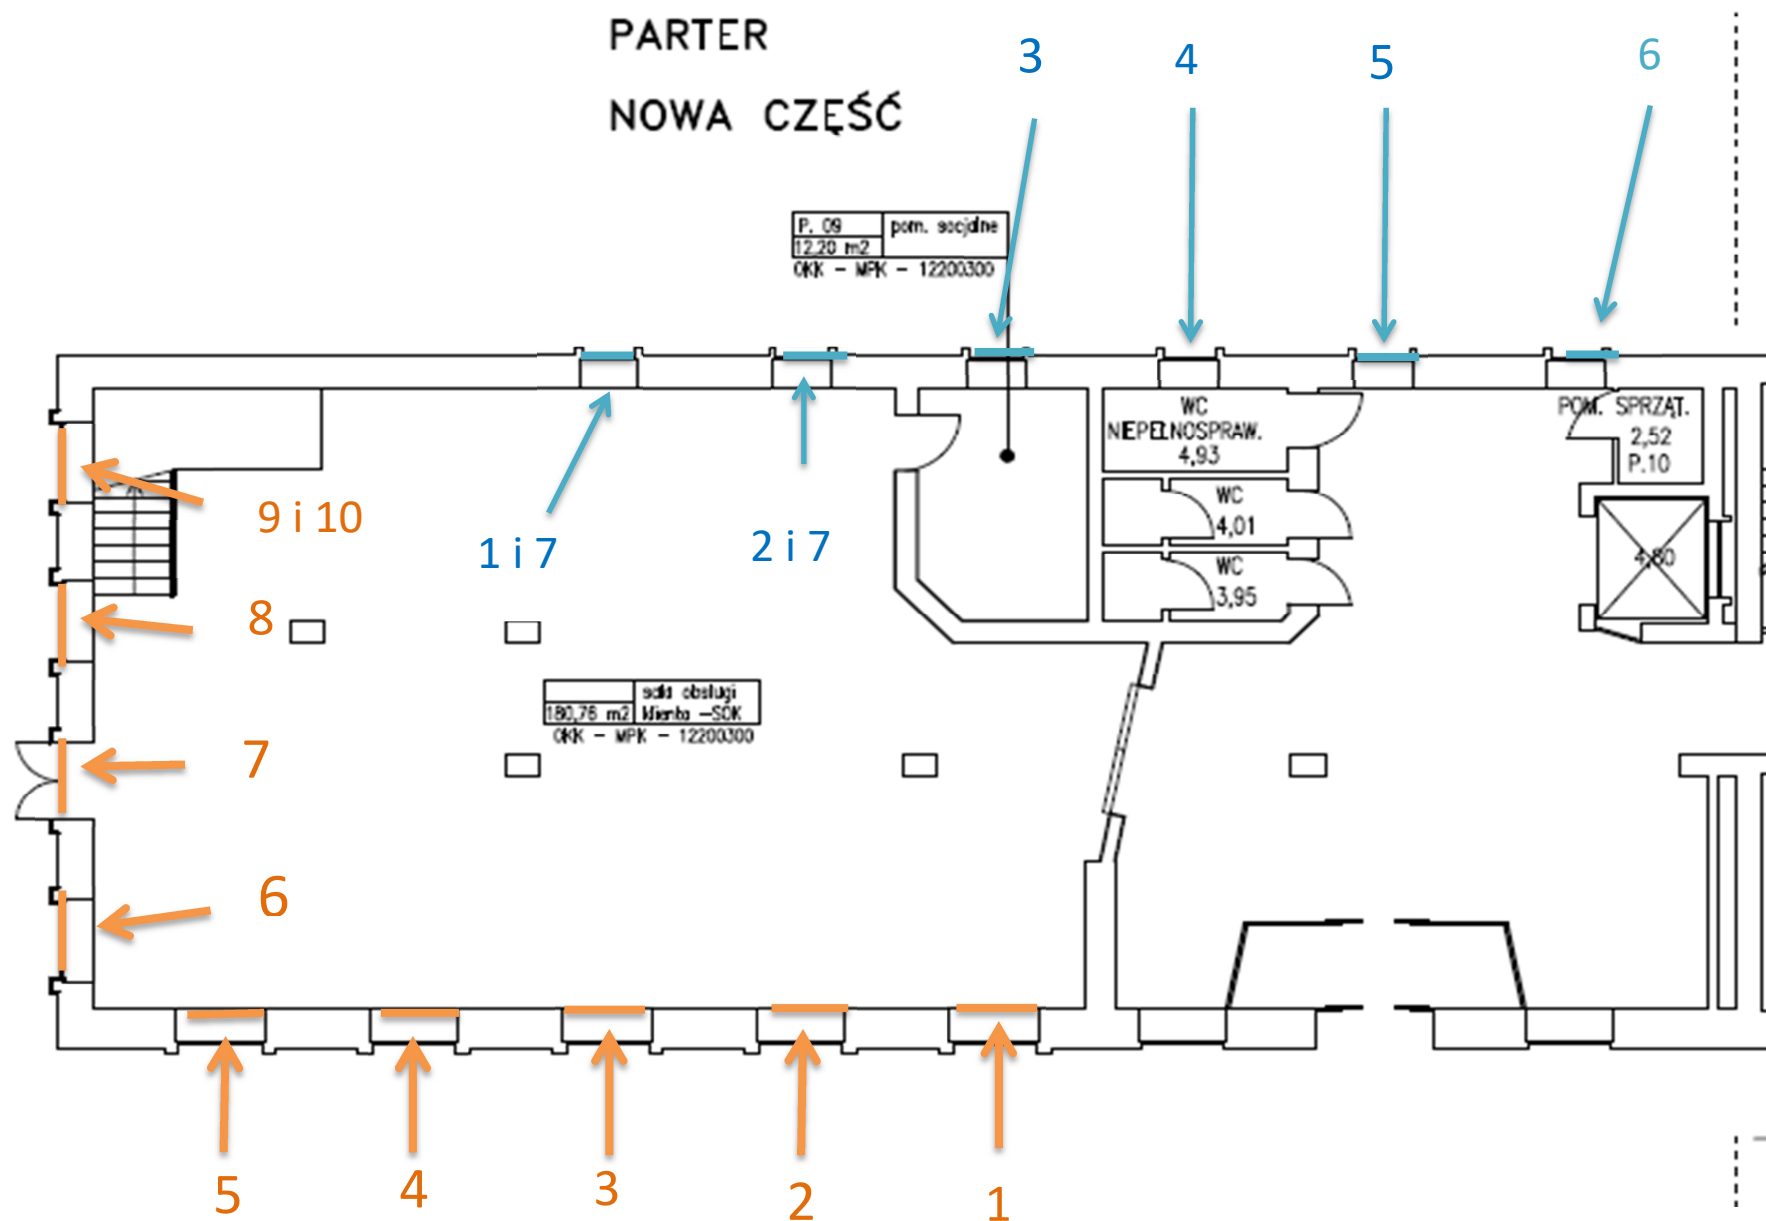 PARTER
NOWA CZĘŚĆ
3
4
5
6
P. 09 pom. socjalne
12,20 m2
OKK - MPK - 12200300
WC
NIEPEŁNOSPRAW.
4,93
POM. SPRZĄT.
2,52
P.10
9 i 10
1 i 7
2 i 7
WC
4,01
WC
3,95
4,80
8
sala obsługi
180,76 m2 klienta -SOK
OKK - MPK - 12200300
7
6
5
4
3
2
1